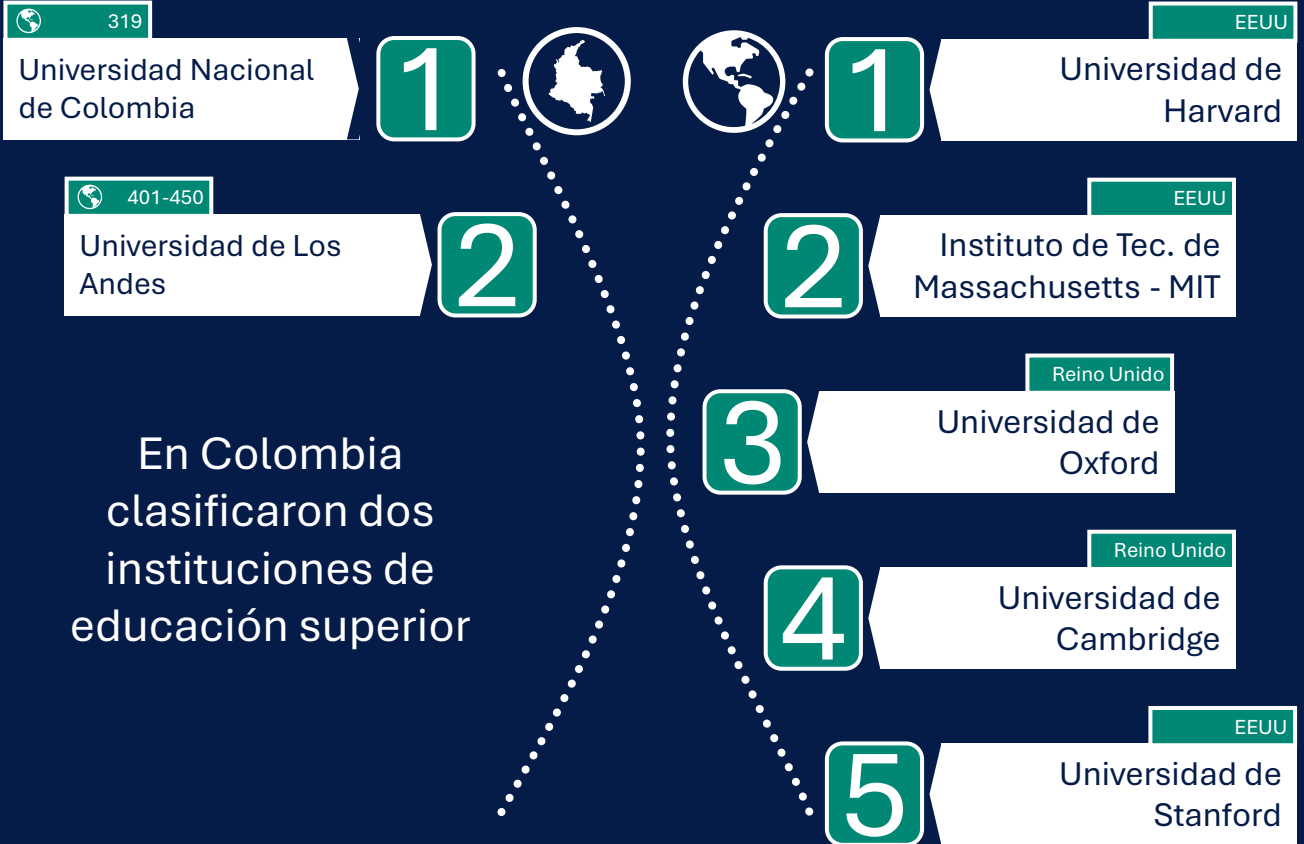 319
Universidad Nacional
de Colombia
1
401-450
Universidad de Los
Andes
2
En Colombia
clasificaron dos
instituciones de
educación superior
1
EEUU
Universidad de
Harvard
2
EEUU
Instituto de Tec. de
Massachusetts - MIT
3
Reino Unido
Universidad de
Oxford
4
Reino Unido
Universidad de
Cambridge
5
EEUU
Universidad de
Stanford